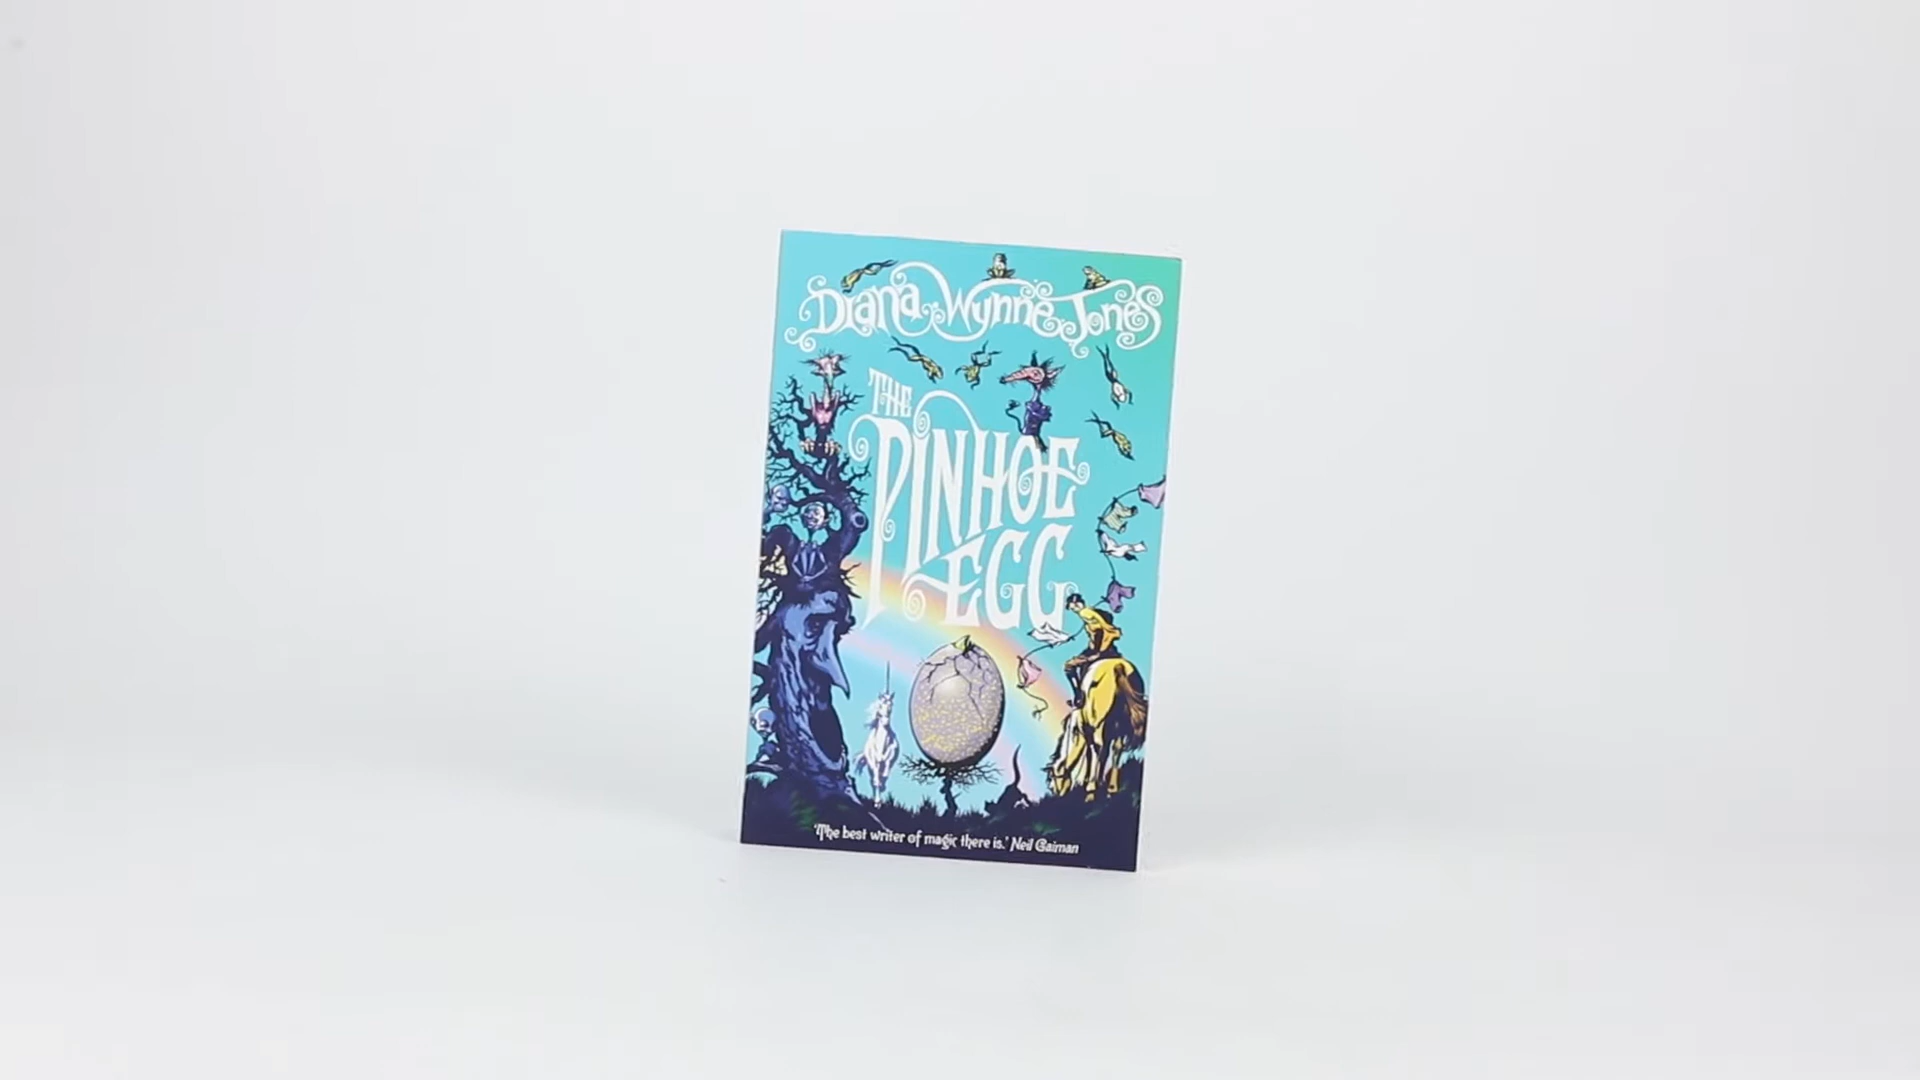 Diana Wynne Jones
THE
PINHOE
EGG
'The best writer of magic there is.' Neil Gaiman